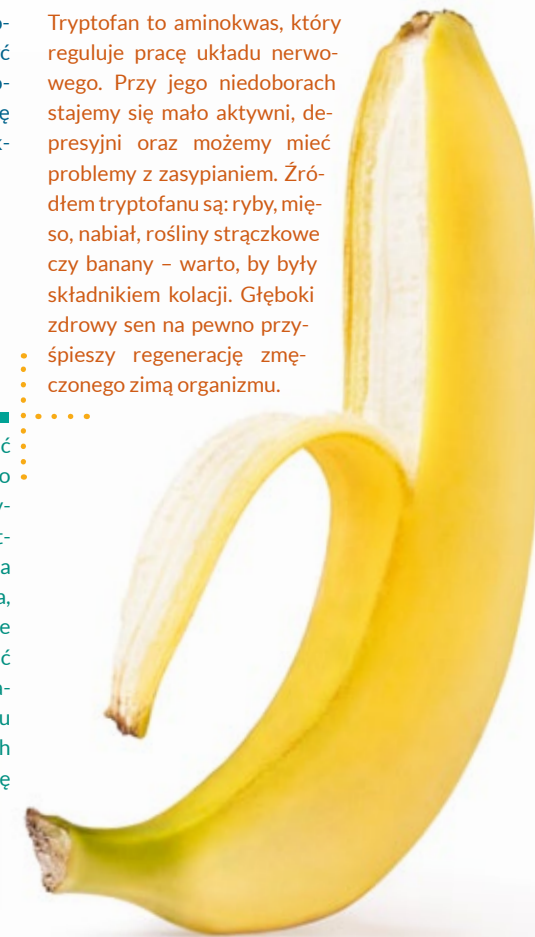 Tryptofan to aminokwas, który
reguluje pracę układu nerwo-
wego. Przy jego niedoborach
stajemy się mało aktywni, de-
presyjni oraz możemy mieć
problemy z zasypianiem. Źró-
dłem tryptofanu są: ryby, mię-
so, nabiał, rośliny strączkowe
czy banany – warto, by były
składnikiem kolacji. Głęboki
zdrowy sen na pewno przy-
śpieszy regenerację zmę-
czonego zimą organizmu.